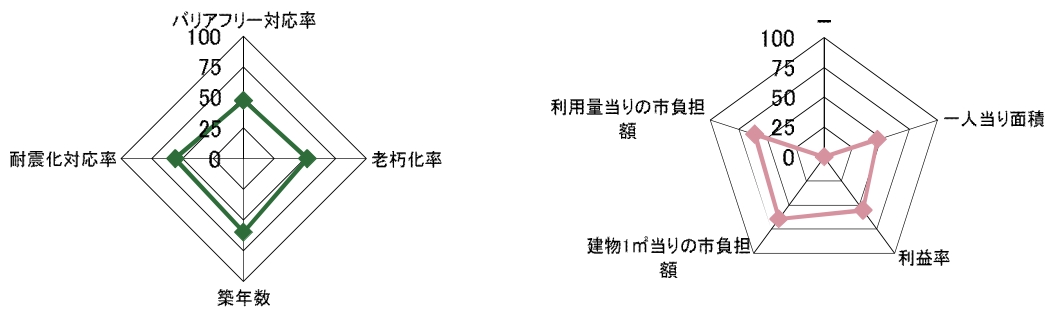 バリアフリー対応率
100
75
50
25
0
耐震化対応率
老朽化率
築年数
ー
100
75
50
25
0
利用量当りの市負担
額
一人当り面積
建物1㎡当りの市負担
額
利益率